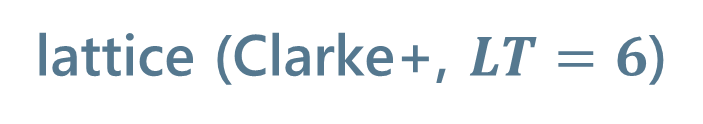 lattice (Clarke+, LT = 6)